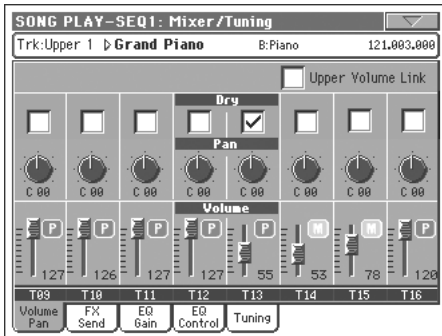 SONG PLAY-SEQ1: Mixer/Tuning
Trk:Upper 1 Grand Piano B:Piano 121.003.000
Upper Volume Link
Dry
Pan
C 00 C 00 C 00 C 00 C 00 C 00 C 00 C 00
Volume
P P P P P M M P
127 126 127 127 55 53 78 120
T09 T10 T11 T12 T13 T14 T15 T16
Volume Pan FX Send EQ Gain EQ Control Tuning